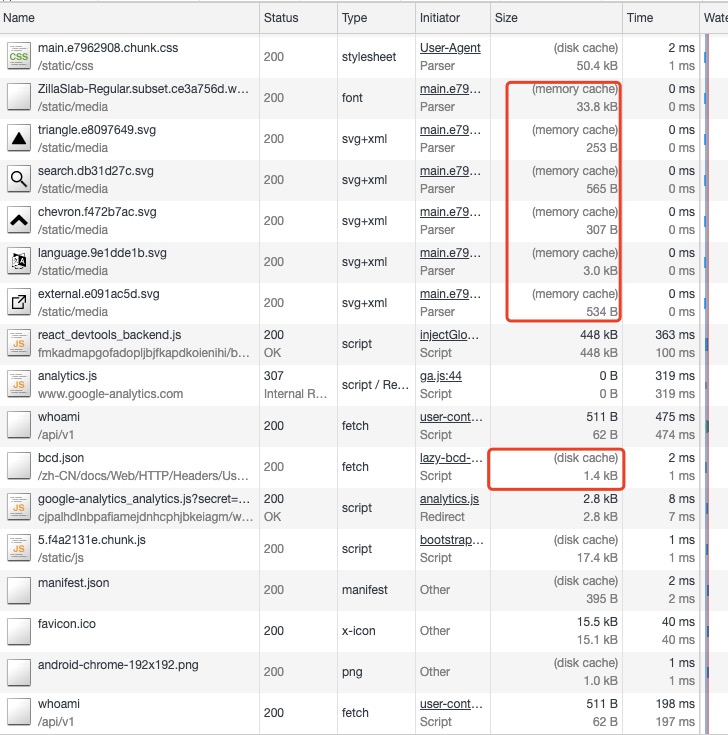 Name Status Type Initiator Size Time Wate
main.e7962908.chunk.css 200 stylesheet User-Agent (disk cache) 2 ms
/static/css Parser 50.4 kB 1 ms
ZillaSlab-Regular.subset.ce3a756d.w… 200 font main.e79… (memory cache) 0 ms
/static/media Parser 33.8 kB 0 ms
triangle.e8097649.svg 200 svg+xml main.e79… (memory cache) 0 ms
/static/media Parser 253 B 0 ms
search.db31d27c.svg 200 svg+xml main.e79… (memory cache) 0 ms
/static/media Parser 565 B 0 ms
chevron.f472b7ac.svg 200 svg+xml main.e79… (memory cache) 0 ms
/static/media Parser 307 B 0 ms
language.9e1dde1b.svg 200 svg+xml main.e79… (memory cache) 0 ms
/static/media Parser 3.0 kB 0 ms
external.e091ac5d.svg 200 svg+xml main.e79… (memory cache) 0 ms
/static/media Parser 534 B 0 ms
react_devtools_backend.js 200 script injectGlo… 448 kB 363 ms
fmkadmapgofadopljbjfkapdkoienihi/b… OK Script 448 kB 100 ms
analytics.js 307 script / Re… ga.js:44 0 B 319 ms
www.google-analytics.com Internal R… Script 0 B 319 ms
whoami 200 fetch user-cont… 511 B 475 ms
/api/v1 Script 62 B 474 ms
bcd.json 200 fetch lazy-bcd-… (disk cache) 2 ms
/zh-CN/docs/Web/HTTP/Headers/Us… Script 1.4 kB 1 ms
google-analytics_analytics.js?secret=… 200 script analytics.js 2.8 kB 8 ms
cjpalhdlnbpafiamejdnhcphjbkeiagm/w… OK Redirect 2.8 kB 7 ms
5.f4a2131e.chunk.js 200 script bootstrap… (disk cache) 1 ms
/static/js Script 17.4 kB 1 ms
manifest.json 200 manifest Other (disk cache) 2 ms
395 B 2 ms
favicon.ico 200 x-icon Other 15.5 kB 40 ms
15.1 kB 40 ms
android-chrome-192x192.png 200 png Other (disk cache) 1 ms
1.0 kB 1 ms
whoami 200 fetch user-cont… 511 B 198 ms
/api/v1 Script 62 B 197 ms